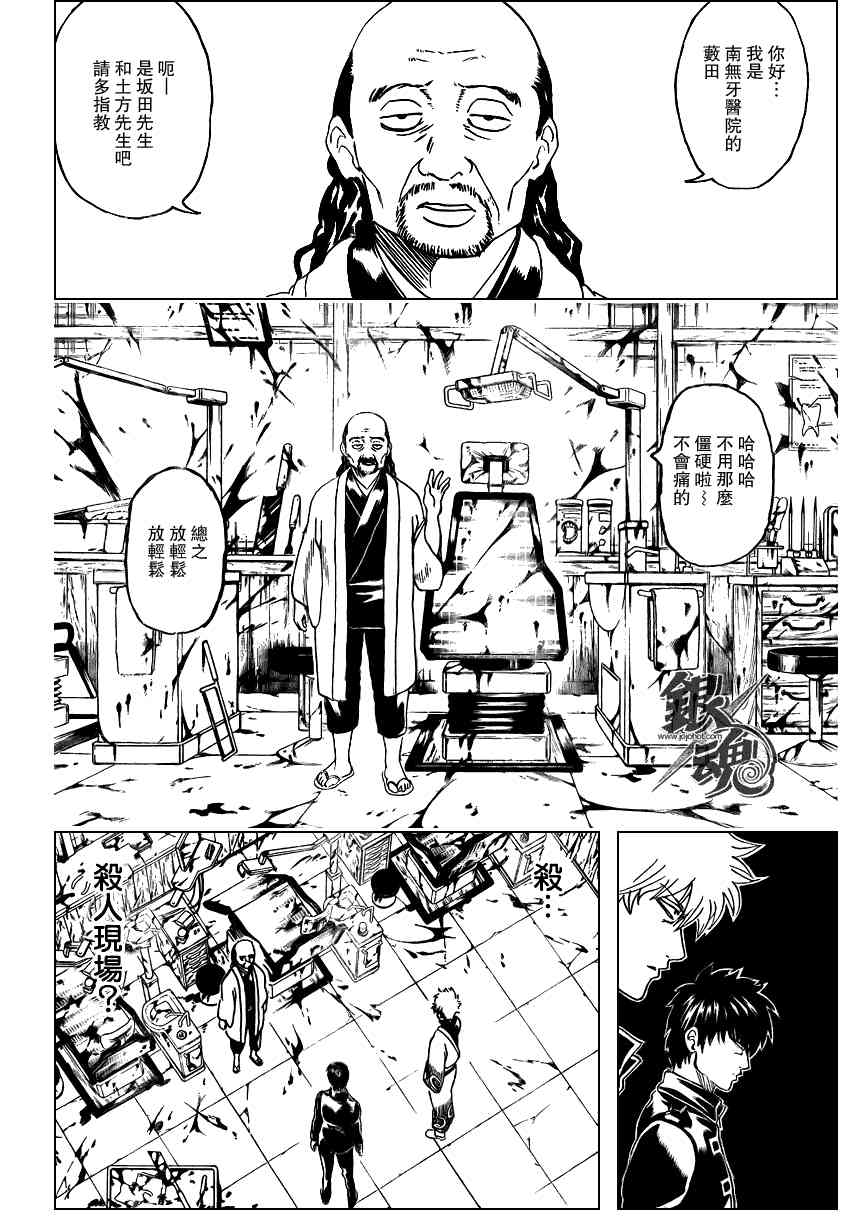 你好…
我是
南無牙醫院的
藪田
呃—
是坂田先生
和土方先生吧
請多指教
哈哈哈
不用那麼
僵硬啦~
不會痛的
總之
放輕鬆
放輕鬆
銀魂
www.jojohot.com
殺…
殺人現場?